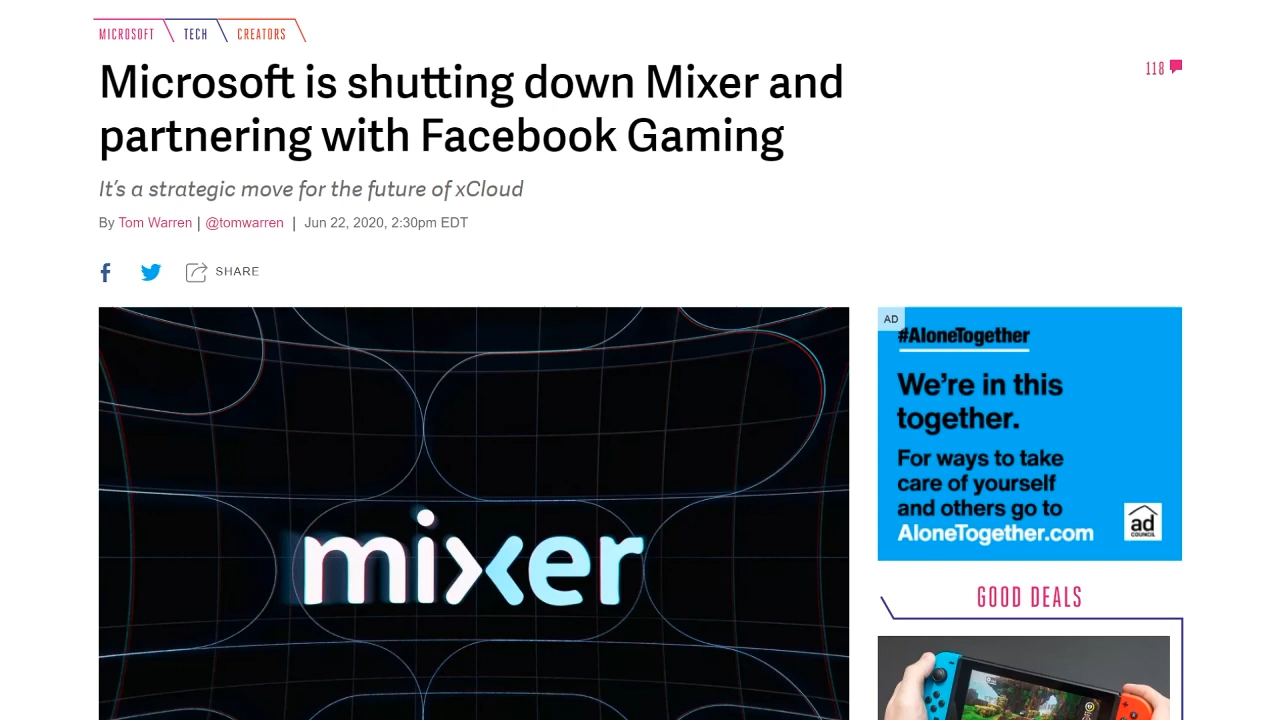 MICROSOFT
TECH
CREATORS
Microsoft is shutting down Mixer and
partnering with Facebook Gaming
118
It’s a strategic move for the future of xCloud
By Tom Warren | @tomwarren | Jun 22, 2020, 2:30pm EDT
SHARE
mixer
AD
#AloneTogether
We’re in this
together.
For ways to take
care of yourself
and others go to
AloneTogether.com
ad
COUNCIL
GOOD DEALS